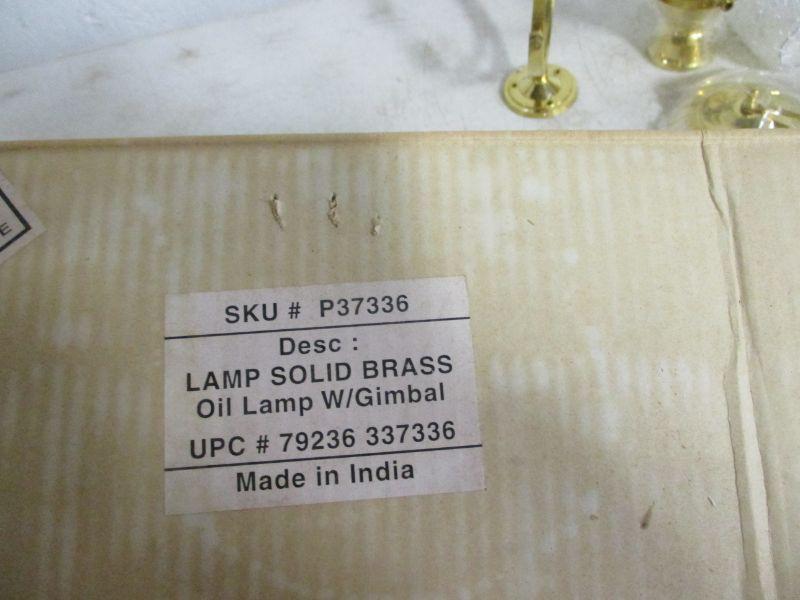 SKU # P37336
Desc :
LAMP SOLID BRASS
Oil Lamp W/Gimbal
UPC # 79236 337336
Made in India
E